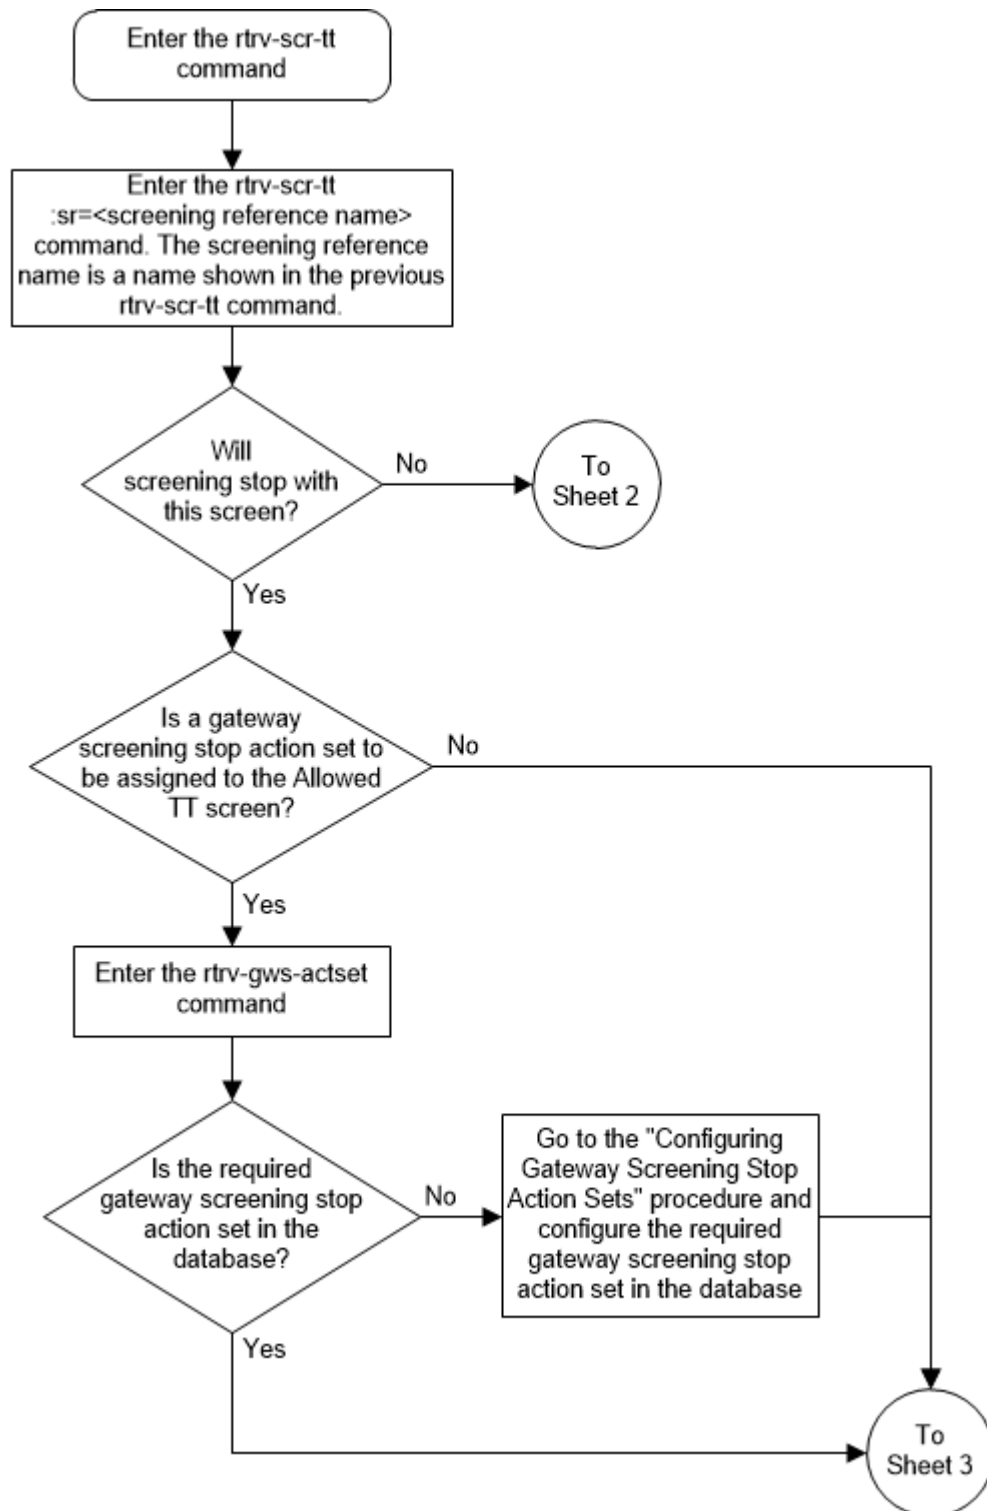 Enter the rtrv-scr-tt
command
Enter the rtrv-scr-tt
:sr=<screening reference name>
command. The screening reference
name is a name shown in the previous
rtrv-scr-tt command.
Will
screening stop with
this screen?
No
To
Sheet 2
Yes
Is a gateway
screening stop action set to
be assigned to the Allowed
TT screen?
No
Yes
Enter the rtrv-gws-actset
command
Is the required
gateway screening stop
action set in the
database?
No
Go to the "Configuring
Gateway Screening Stop
Action Sets" procedure and
configure the required
gateway screening stop
action set in the database
Yes
To
Sheet 3